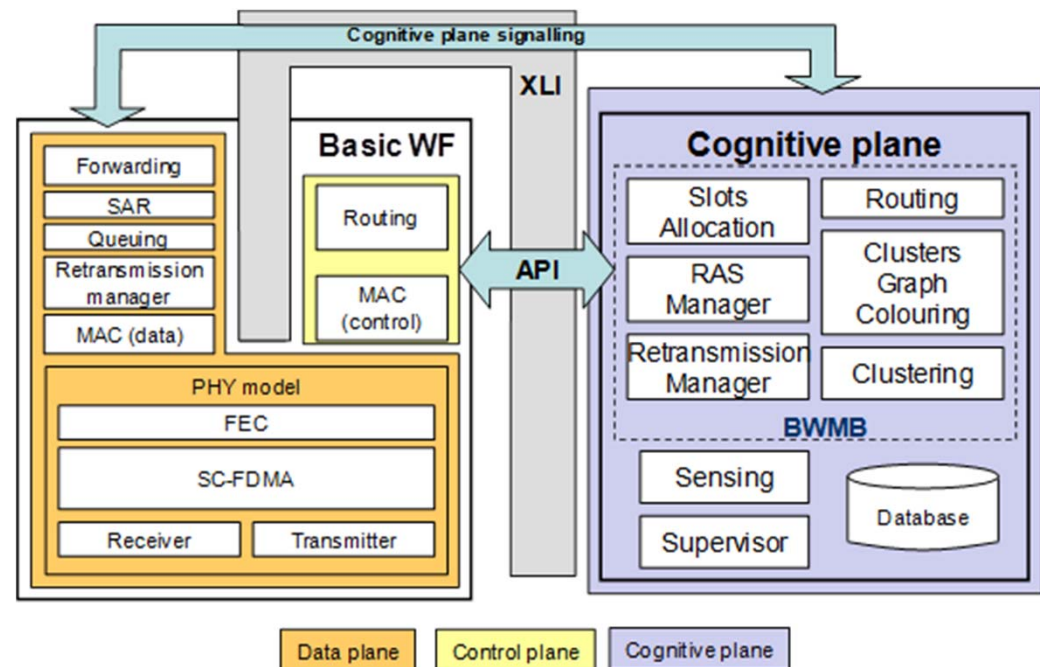 Cognitive plane signalling
XLI
Basic WF
Forwarding
SAR
Queuing
Retransmission
manager
MAC (data)
Routing
MAC
(control)
PHY model
FEC
SC-FDMA
Receiver
Transmitter
API
Cognitive plane
Slots
Allocation
RAS
Manager
Retransmission
Manager
Routing
Clusters
Graph
Colouring
Clustering
BWMB
Sensing
Supervisor
Database
Data plane
Control plane
Cognitive plane